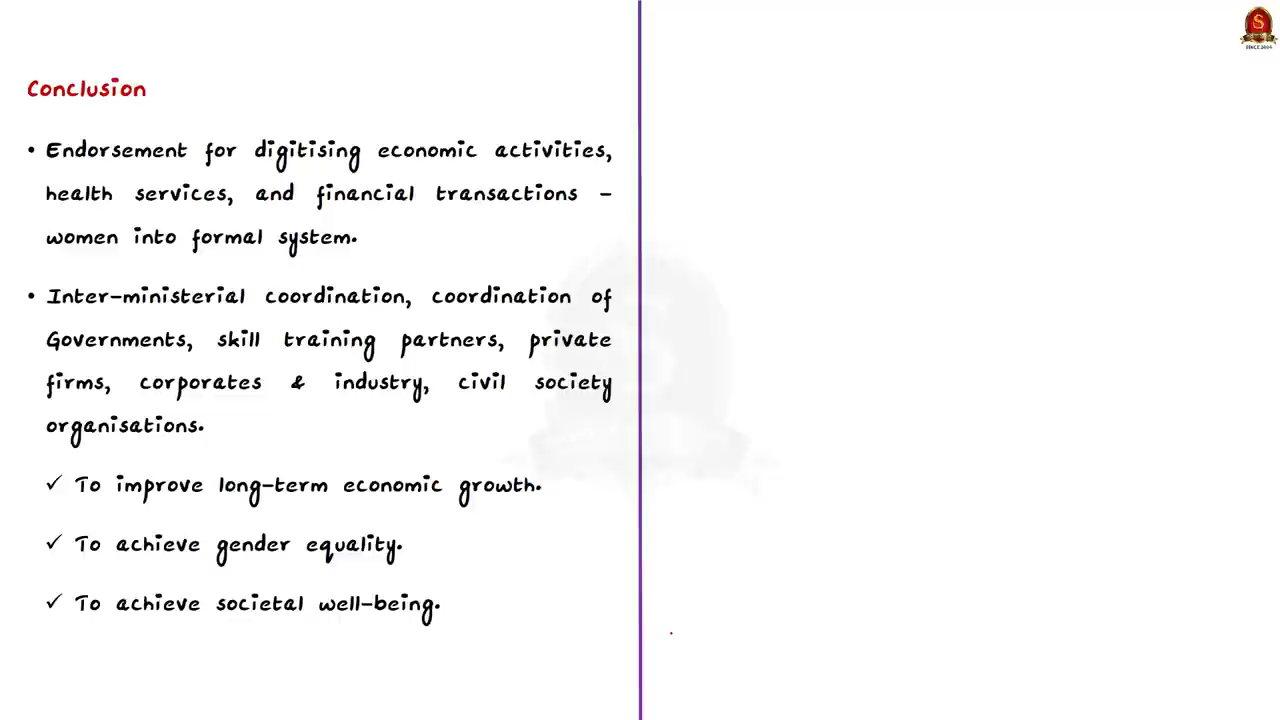 Conclusion
• Endorsement for digitising economic activities,
health services, and financial transactions –
women into formal system.
• Inter-ministerial coordination, coordination of
Governments, skill training partners, private
firms, corporates & industry, civil society
organisations.
✓ To improve long-term economic growth.
✓ To achieve gender equality.
✓ To achieve societal well-being.
S
SINCE 2004